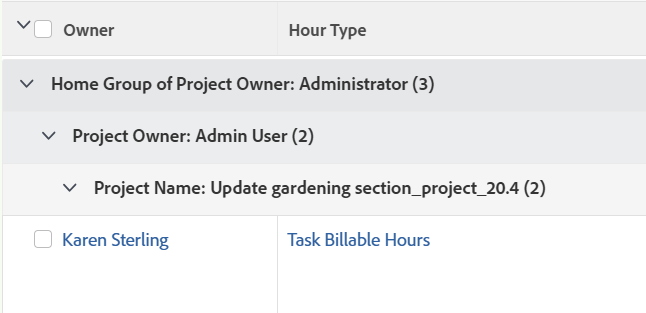 Owner Hour Type
Home Group of Project Owner: Administrator (3)
Project Owner: Admin User (2)
Project Name: Update gardening section_project_20.4 (2)
Karen Sterling Task Billable Hours